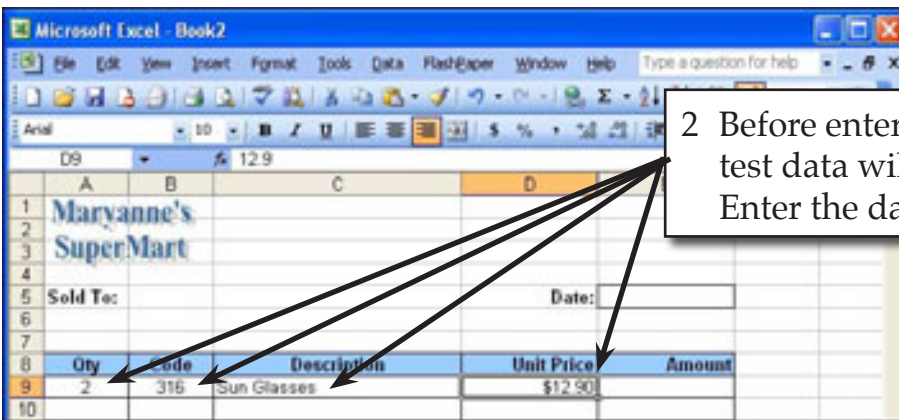 Microsoft Excel - Book2
File Edit View Insert Format Tools Data FlashPaper Window Help Type a question for help
Arial 10 B I U $ %
2 Before enter
test data wil
Enter the da
D9 fx 12.9
A B C D
1 Maryanne's
2
3 SuperMart
4
5 Sold To: Date:
6
7
8 Qty Code Description Unit Price Amount
9 2 316 Sun Glasses $12.90
10